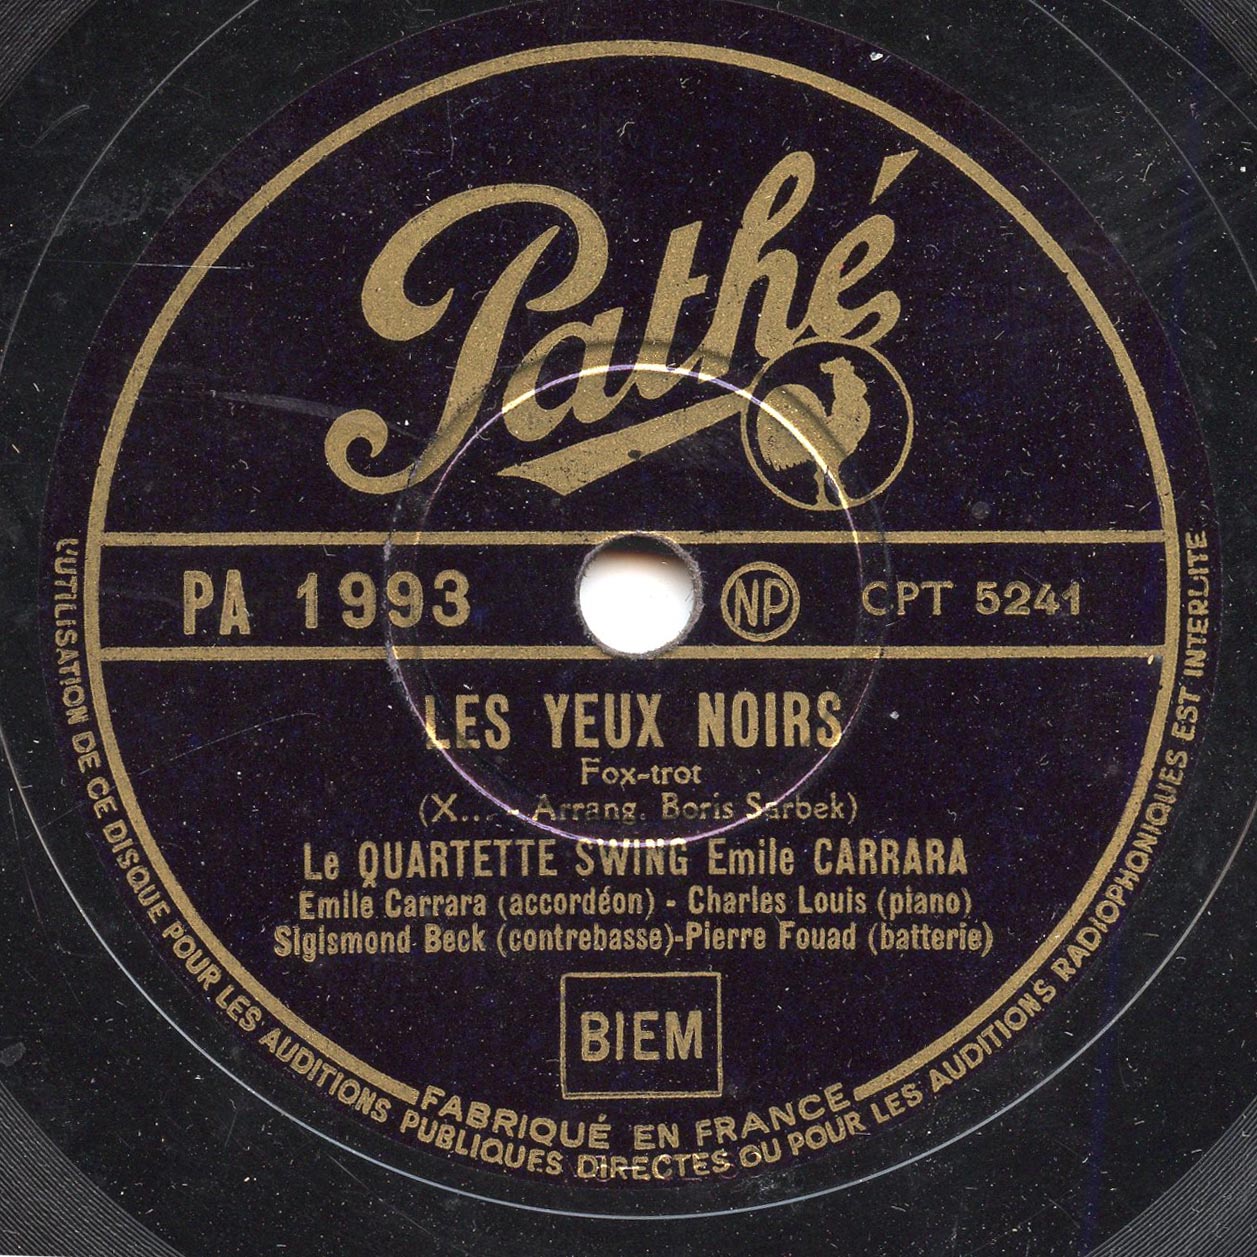 Pathé
PA 1993
NP
CPT 5241
LES YEUX NOIRS
Fox-trot
(X... - Arrang. Boris Sarbek)
Le QUARTETTE SWING Emile CARRARA
Emile Carrara (accordéon) - Charles Louis (piano)
Sigismond Beck (contrebasse)-Pierre Fouad (batterie)
BIEM
FABRIQUÉ EN FRANCE
L'UTILISATION DE CE DISQUE POUR LES AUDITIONS PUBLIQUES DIRECTES OU POUR LES AUDITIONS RADIOPHONIQUES EST INTERDITE